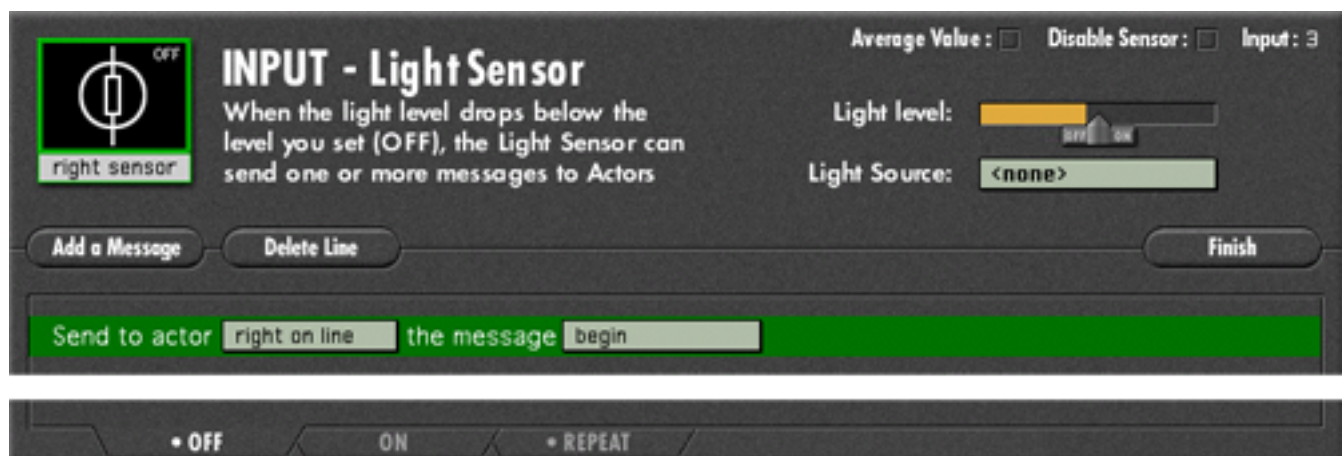 Average Value : Disable Sensor : Input : 3
OFF
INPUT - Light Sensor
When the light level drops below the
level you set (OFF), the Light Sensor can
send one or more messages to Actors
right sensor
Light level:
OFF ON
Light Source: <none>
Add a Message Delete Line Finish
Send to actor right on line the message begin
• OFF ON • REPEAT